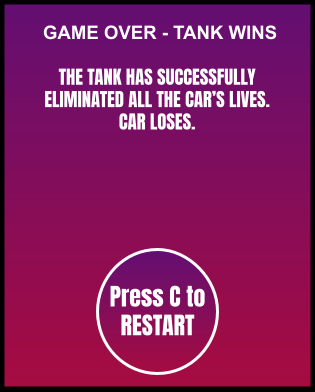 GAME OVER - TANK WINS
THE TANK HAS SUCCESSFULLY
ELIMINATED ALL THE CAR'S LIVES.
CAR LOSES.
Press C to
RESTART